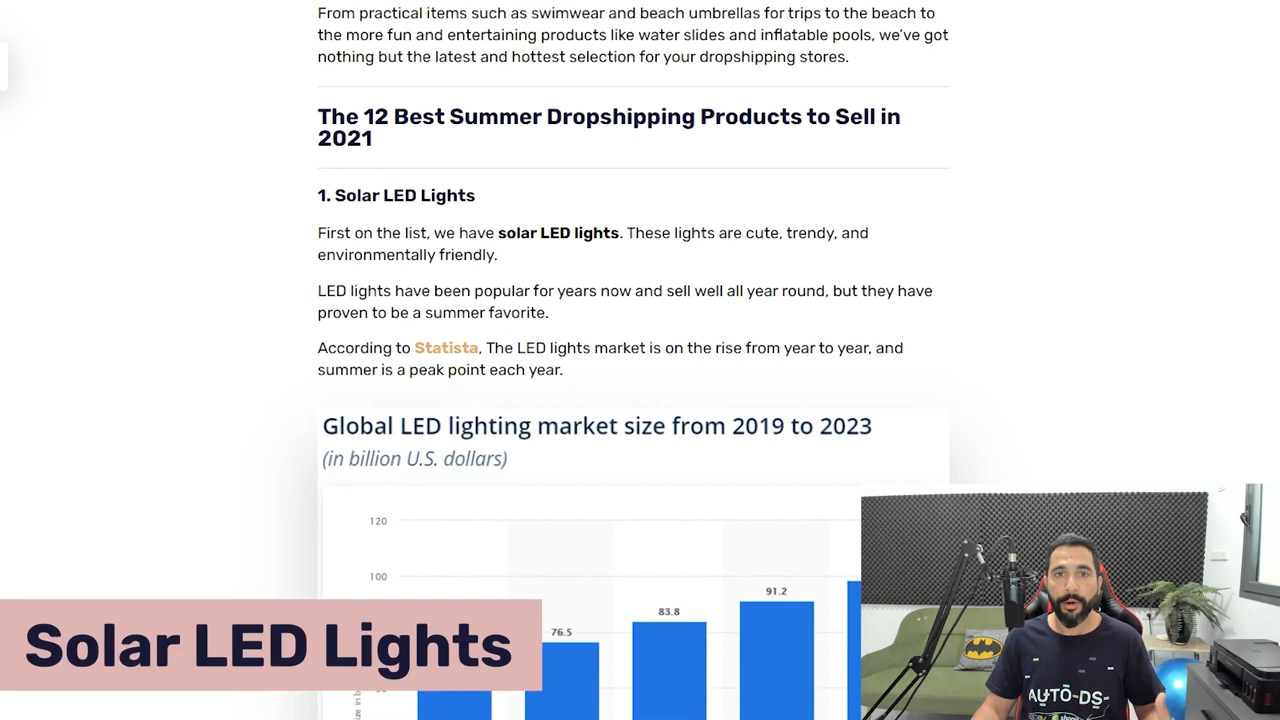 From practical items such as swimwear and beach umbrellas for trips to the beach to
the more fun and entertaining products like water slides and inflatable pools, we've got
nothing but the latest and hottest selection for your dropshipping stores.
The 12 Best Summer Dropshipping Products to Sell in
2021
1. Solar LED Lights
First on the list, we have solar LED lights. These lights are cute, trendy, and
environmentally friendly.
LED lights have been popular for years now and sell well all year round, but they have
proven to be a summer favorite.
According to Statista, The LED lights market is on the rise from year to year, and
summer is a peak point each year.
Global LED lighting market size from 2019 to 2023
(in billion U.S. dollars)
120
100
91.2
83.8
76.5
Solar LED Lights
AUTO-DS